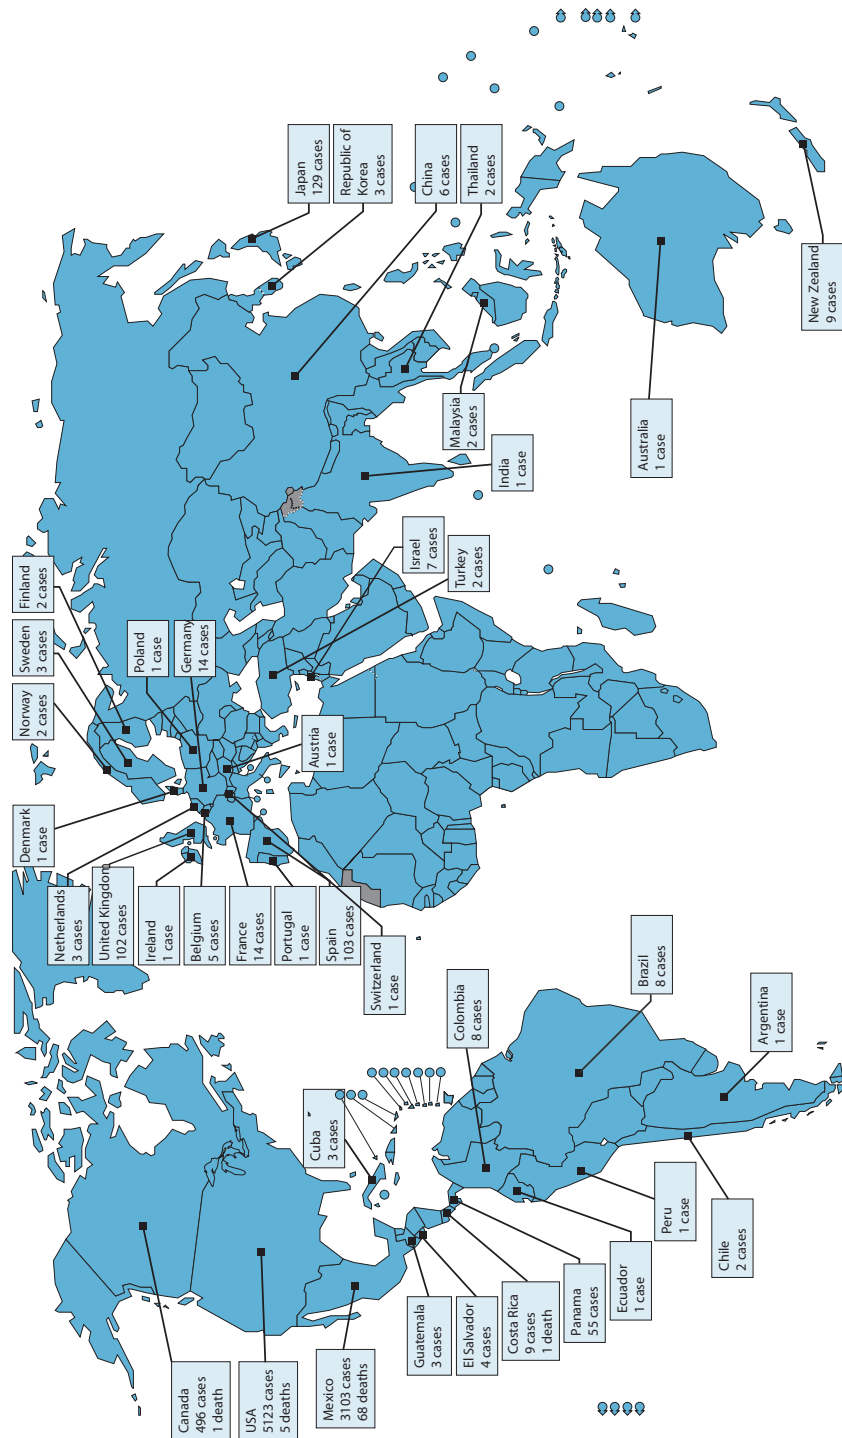 Canada
496 cases
1 death
USA
5123 cases
5 deaths
Mexico
3103 cases
68 deaths
Guatemala
3 cases
El Salvador
4 cases
Costa Rica
9 cases
1 death
Panama
55 cases
Ecuador
1 case
Peru
1 case
Chile
2 cases
Cuba
3 cases
Colombia
8 cases
Brazil
8 cases
Argentina
1 case
Netherlands
3 cases
United Kingdom
102 cases
Ireland
1 case
Belgium
5 cases
France
14 cases
Portugal
1 case
Spain
103 cases
Switzerland
1 case
Denmark
1 case
Norway
2 cases
Sweden
3 cases
Finland
2 cases
Poland
1 case
Germany
14 cases
Austria
1 case
Israel
7 cases
Turkey
2 cases
India
1 case
Malaysia
2 cases
Japan
129 cases
Republic of
Korea
3 cases
China
6 cases
Thailand
2 cases
Australia
1 case
New Zealand
9 cases